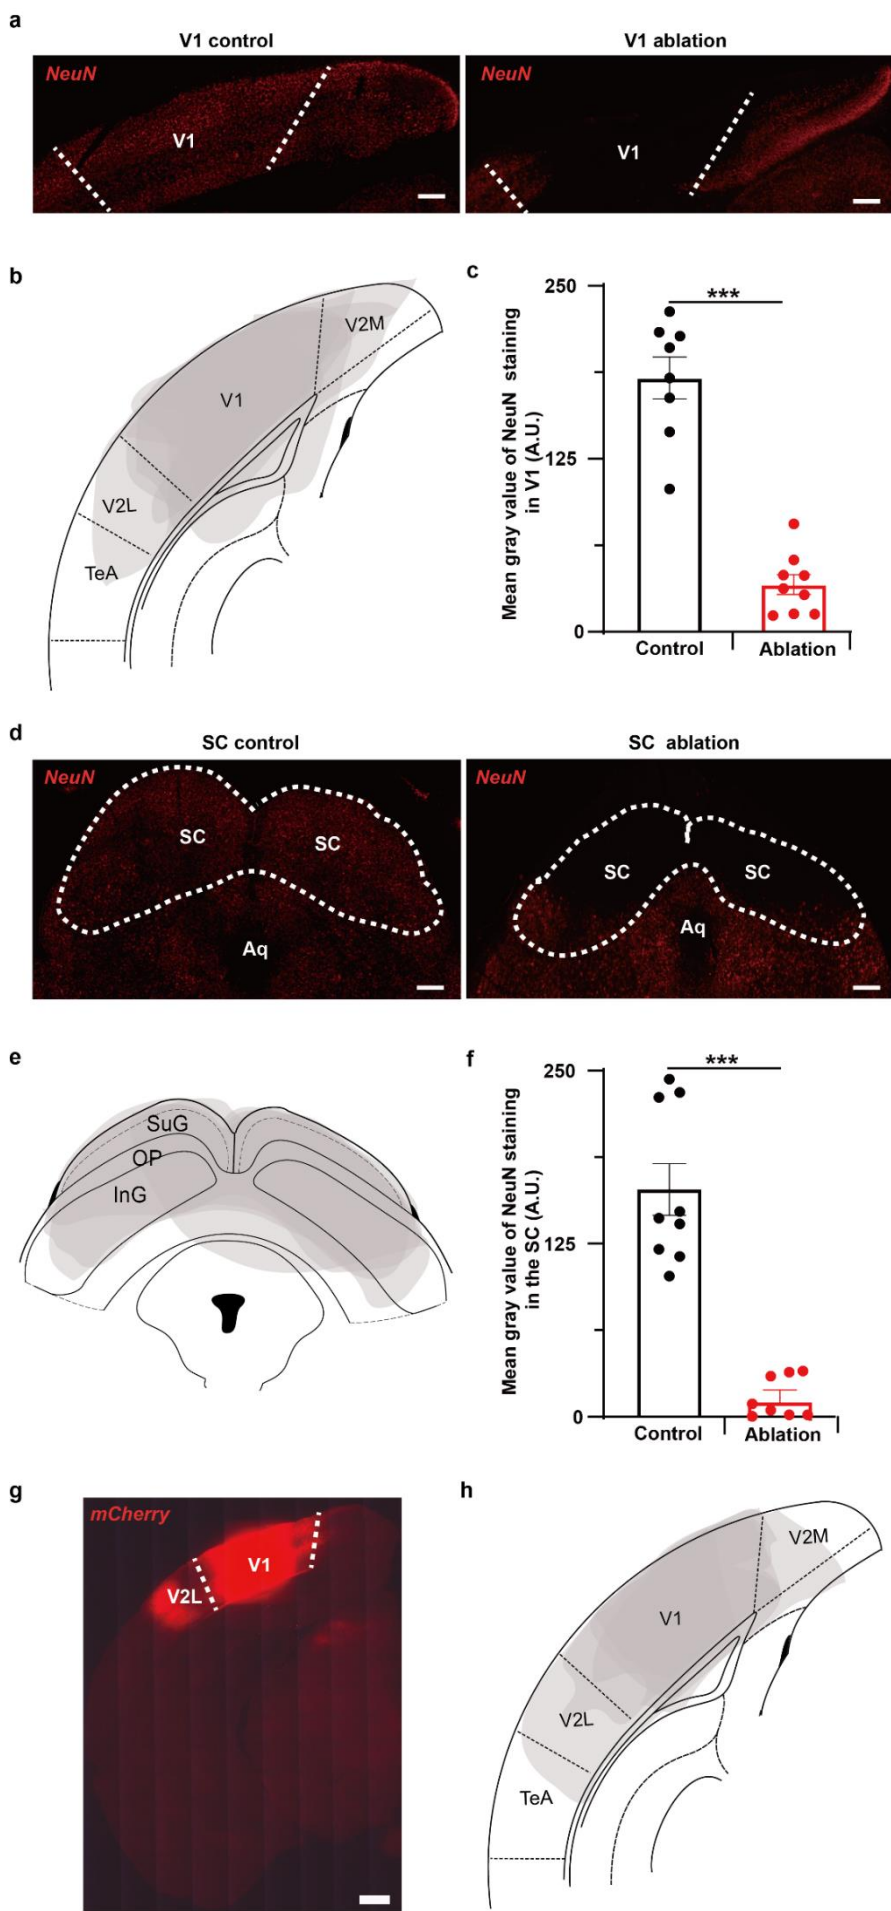 a
V1 control
V1 ablation
NeuN
V1
NeuN
V1
b
V2M
V1
V2L
TeA
c
Mean gray value of NeuN staining
in V1 (A.U.)
250
125
0
***
Control
Ablation
d
SC control
SC ablation
NeuN
SC
SC
Aq
NeuN
SC
SC
Aq
e
SuG
OP
InG
f
Mean gray value of NeuN staining
in the SC (A.U.)
250
125
0
***
Control
Ablation
g
mCherry
V1
V2L
h
V2M
V1
V2L
TeA